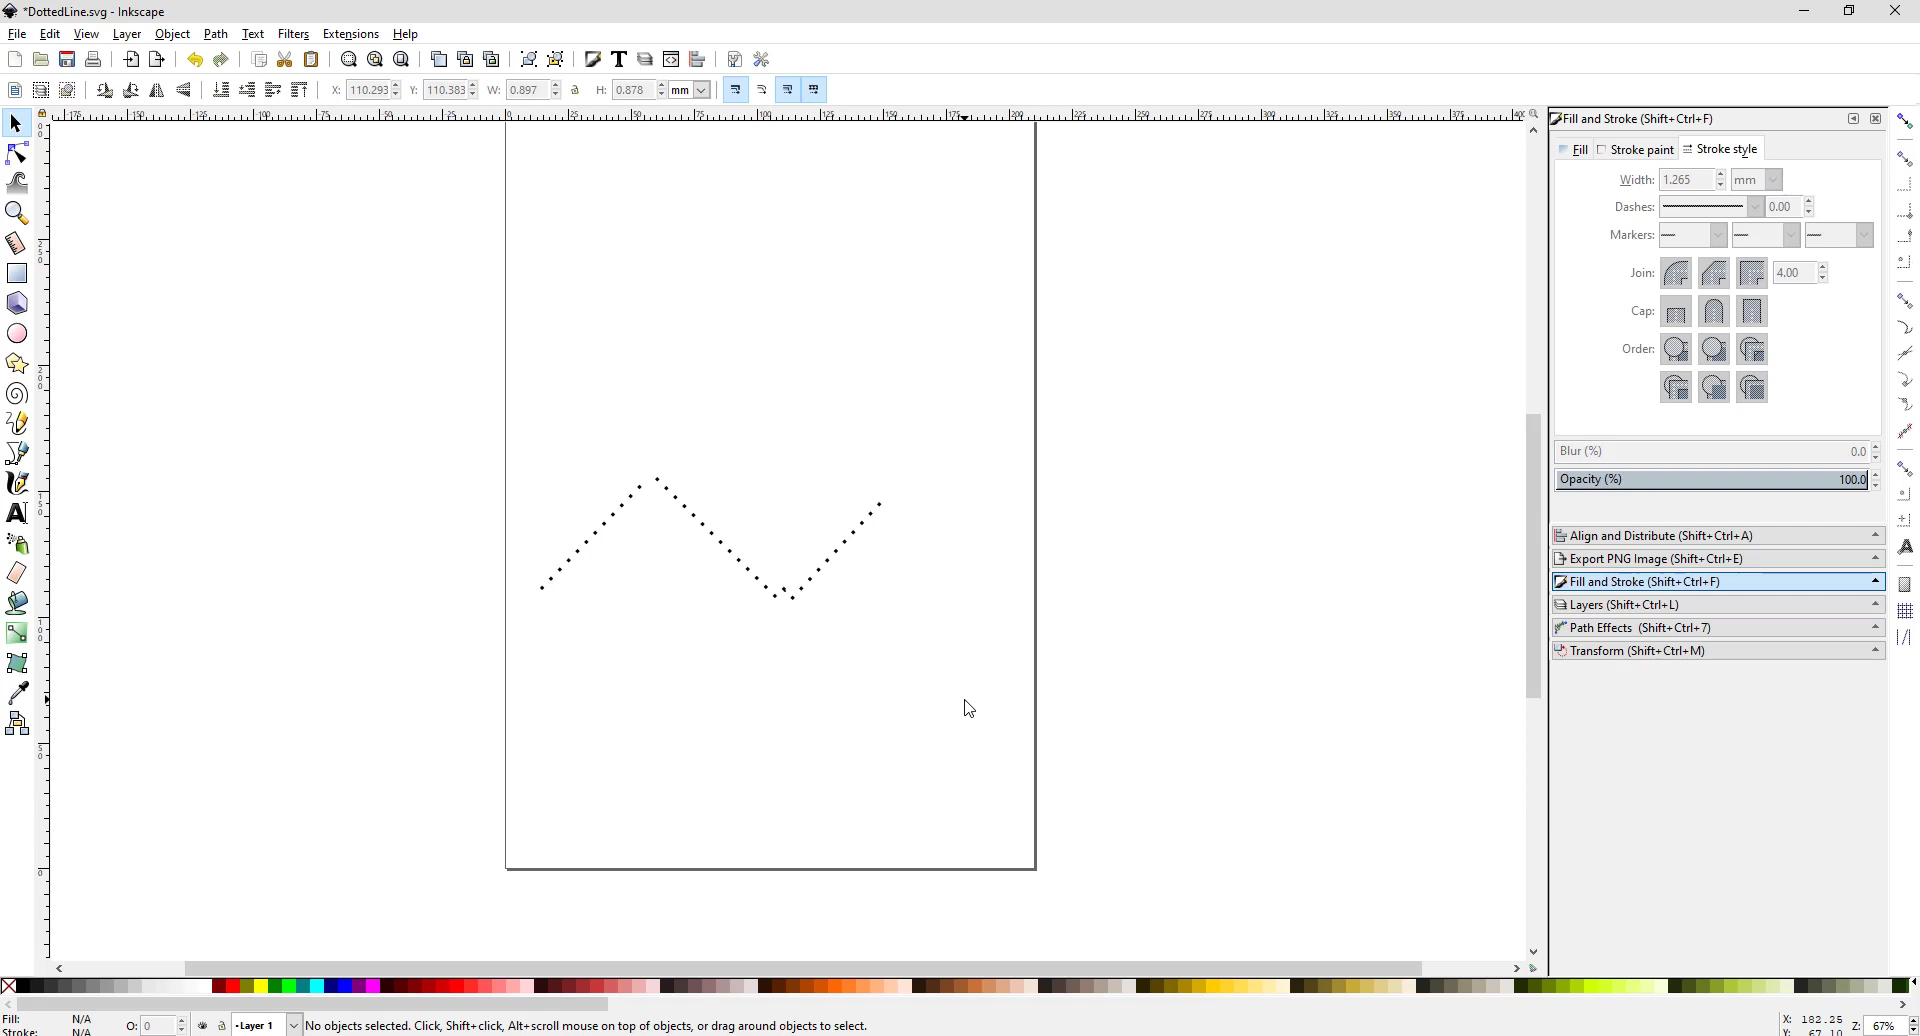 *DottedLine.svg - Inkscape
File Edit View Layer Object Path Text Filters Extensions Help
X: 110.293 Y: 110.383 W: 0.897 H: 0.878 mm
Fill and Stroke (Shift+Ctrl+F)
Fill Stroke paint Stroke style
Width: 1.265 mm
Dashes: 0.00
Markers:
Join: 4.00
Cap:
Order:
Blur (%) 0.0
Opacity (%) 100.0
Align and Distribute (Shift+Ctrl+A)
Export PNG Image (Shift+Ctrl+E)
Fill and Stroke (Shift+Ctrl+F)
Layers (Shift+Ctrl+L)
Path Effects (Shift+Ctrl+7)
Transform (Shift+Ctrl+M)
Fill: N/A
Stroke: N/A
O: 0
Layer 1
No objects selected. Click, Shift+click, Alt+scroll mouse on top of objects, or drag around objects to select.
X: 182.25
Y: 67.10
Z: 67%